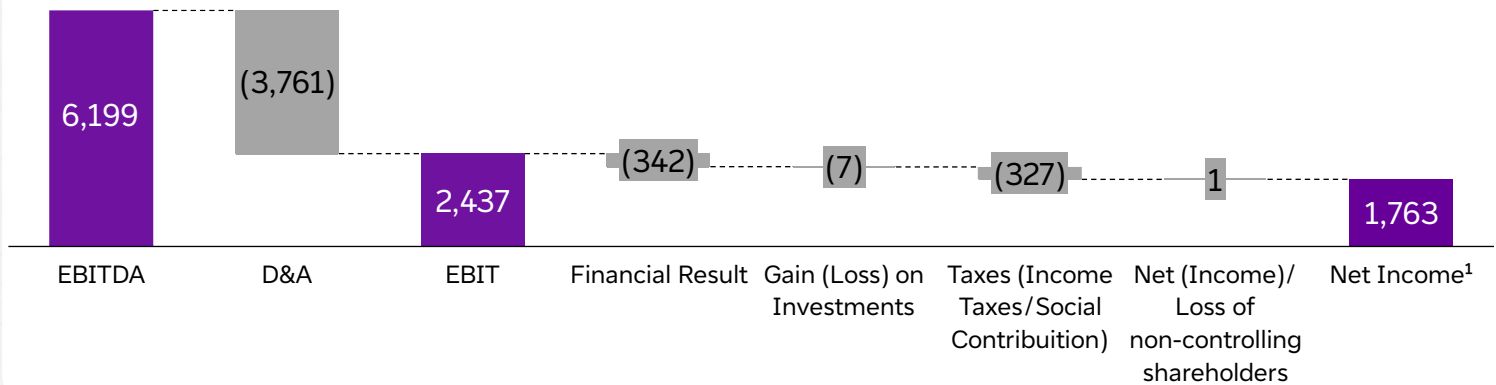 6,199
(3,761)
2,437
(342)
(7)
(327)
1
1,763
EBITDA
D&A
EBIT
Financial Result
Gain (Loss) on
Investments
Taxes (Income
Taxes/Social
Contribuition)
Net (Income)/
Loss of
non-controlling
shareholders
Net Income¹